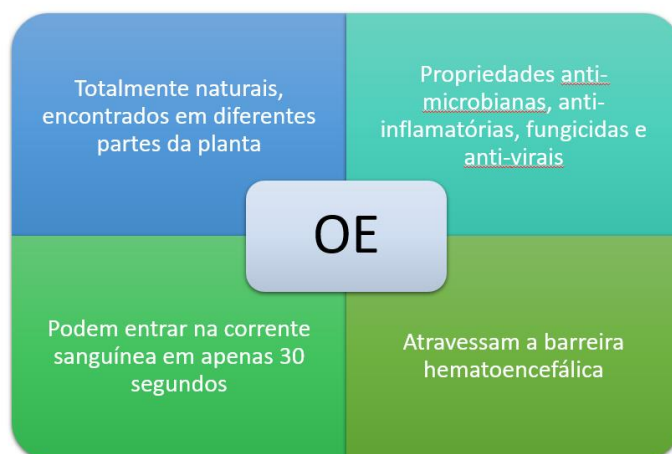 Totalmente naturais,
encontrados em diferentes
partes da planta
Propriedades anti-
microbianas, anti-
inflamatórias, fungicidas e
anti-virais
OE
Podem entrar na corrente
sanguínea em apenas 30
segundos
Atravessam a barreira
hematoencefálica